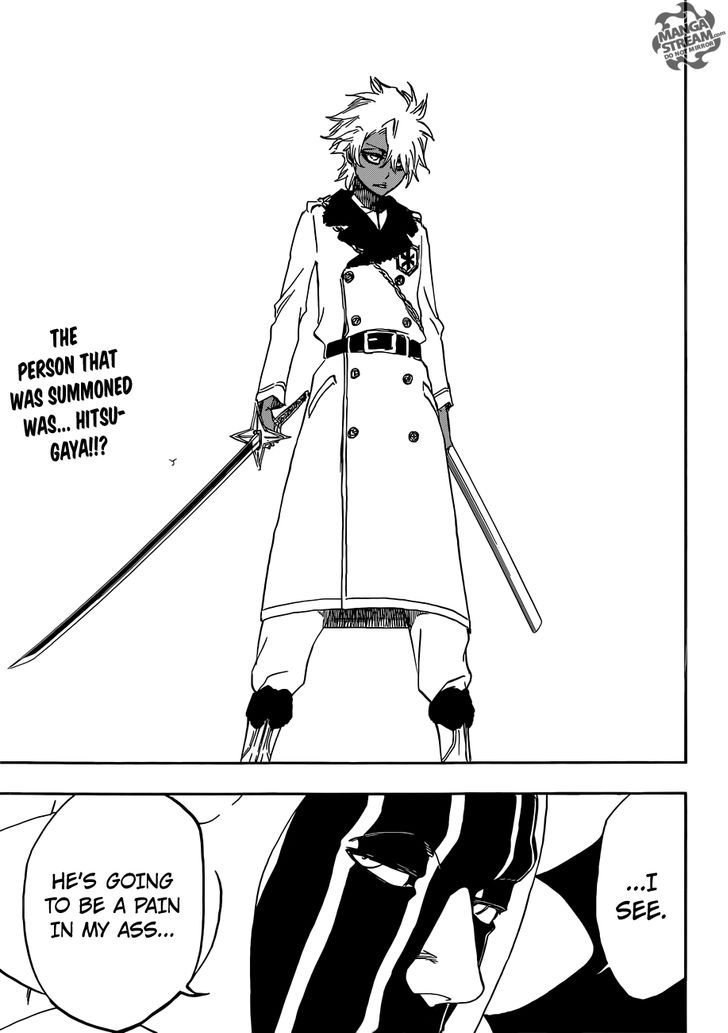 MANGA
STREAM.com
DO NOT MIRROR
THE
PERSON THAT
WAS SUMMONED
WAS... HITSU-
GAYA!!?
...I
SEE.
HE'S GOING
TO BE A PAIN
IN MY ASS...